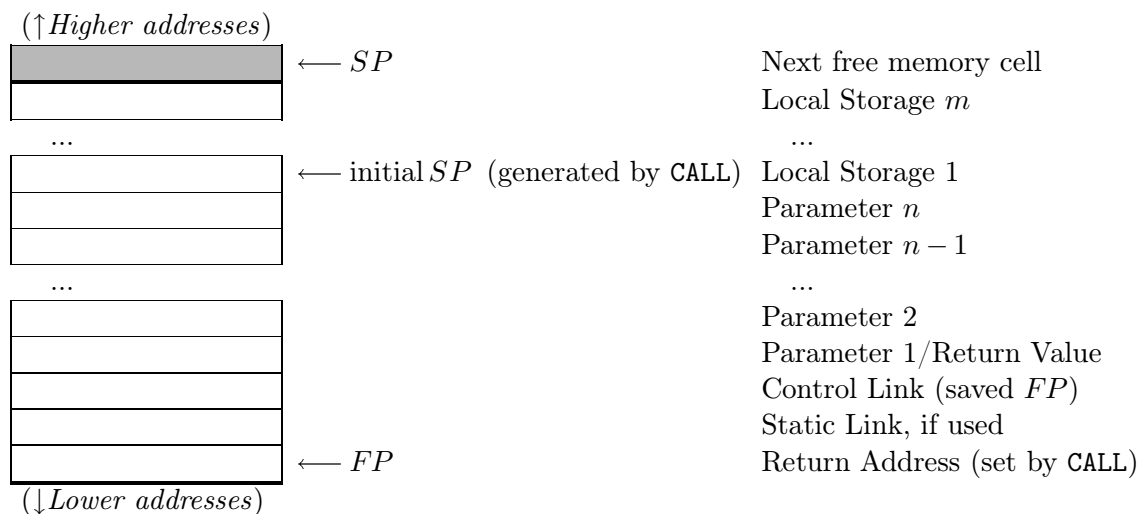 (↑Higher addresses)
← SP Next free memory cell
Local Storage m
... ...
← initial SP (generated by CALL) Local Storage 1
Parameter n
Parameter n − 1
... ...
Parameter 2
Parameter 1/Return Value
Control Link (saved FP)
Static Link, if used
← FP Return Address (set by CALL)
(↓Lower addresses)